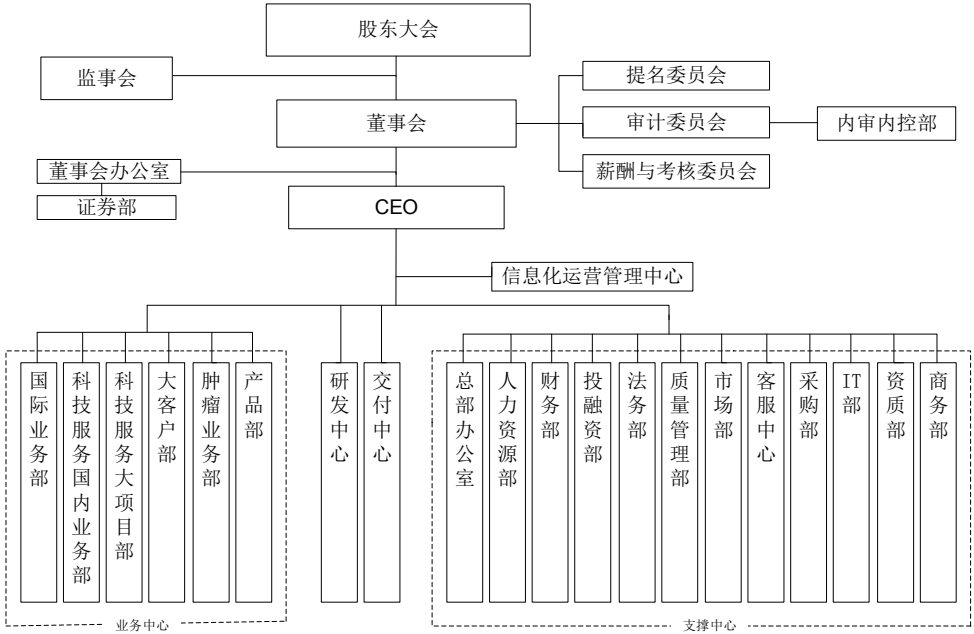 股东大会
监事会
提名委员会
董事会
审计委员会
内审内控部
董事会办公室
薪酬与考核委员会
证券部
CEO
信息化运营管理中心
国际业务部
科技服务国内业务部
科技服务大项目部
大客户部
肿瘤业务部
产品部
研发中心
交付中心
总部办公室
人力资源部
财务部
投融资部
法务部
质量管理部
市场部
客服中心
采购部
IT部
资质部
商务部
业务中心
支撑中心